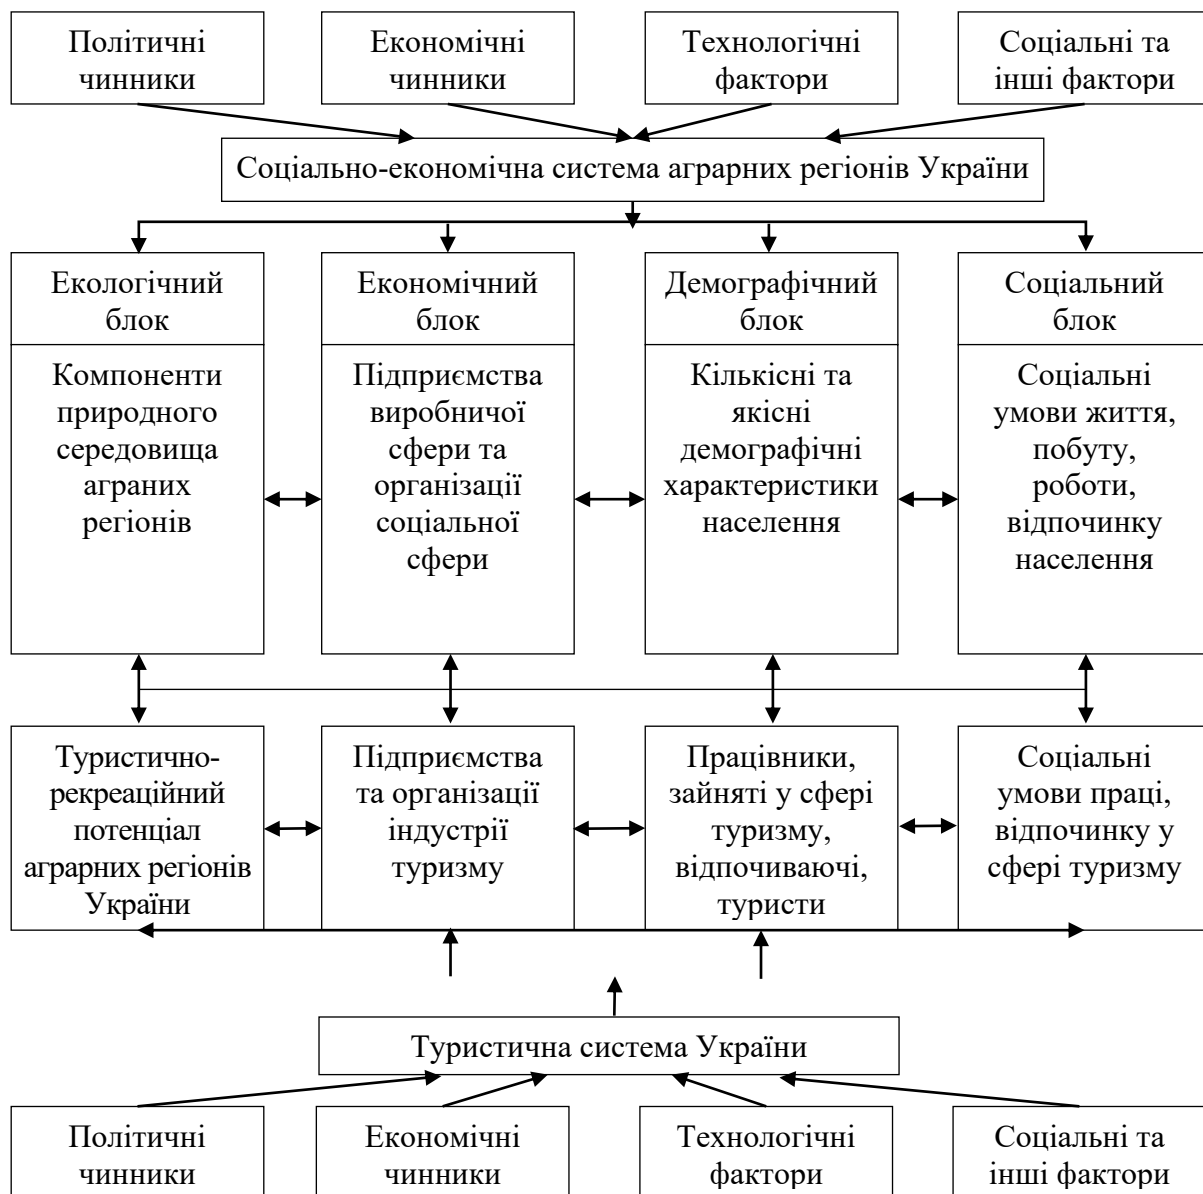 Політичні
чинники
Економічні
чинники
Технологічні
фактори
Соціальні та
інші фактори
Соціально-економічна система аграрних регіонів України
Екологічний
блок
Економічний
блок
Демографічний
блок
Соціальний
блок
Компоненти
природного
середовища
аграних
регіонів
Підприємства
виробничої
сфери та
організації
соціальної
сфери
Кількісні та
якісні
демографічні
характеристики
населення
Соціальні
умови життя,
побуту,
роботи,
відпочинку
населення
Туристично-
рекреаційний
потенціал
аграрних регіонів
України
Підприємства
та організації
індустрії
туризму
Працівники,
зайняті у сфері
туризму,
відпочиваючі,
туристи
Соціальні
умови праці,
відпочинку у
сфері туризму
Туристична система України
Політичні
чинники
Економічні
чинники
Технологічні
фактори
Соціальні та
інші фактори